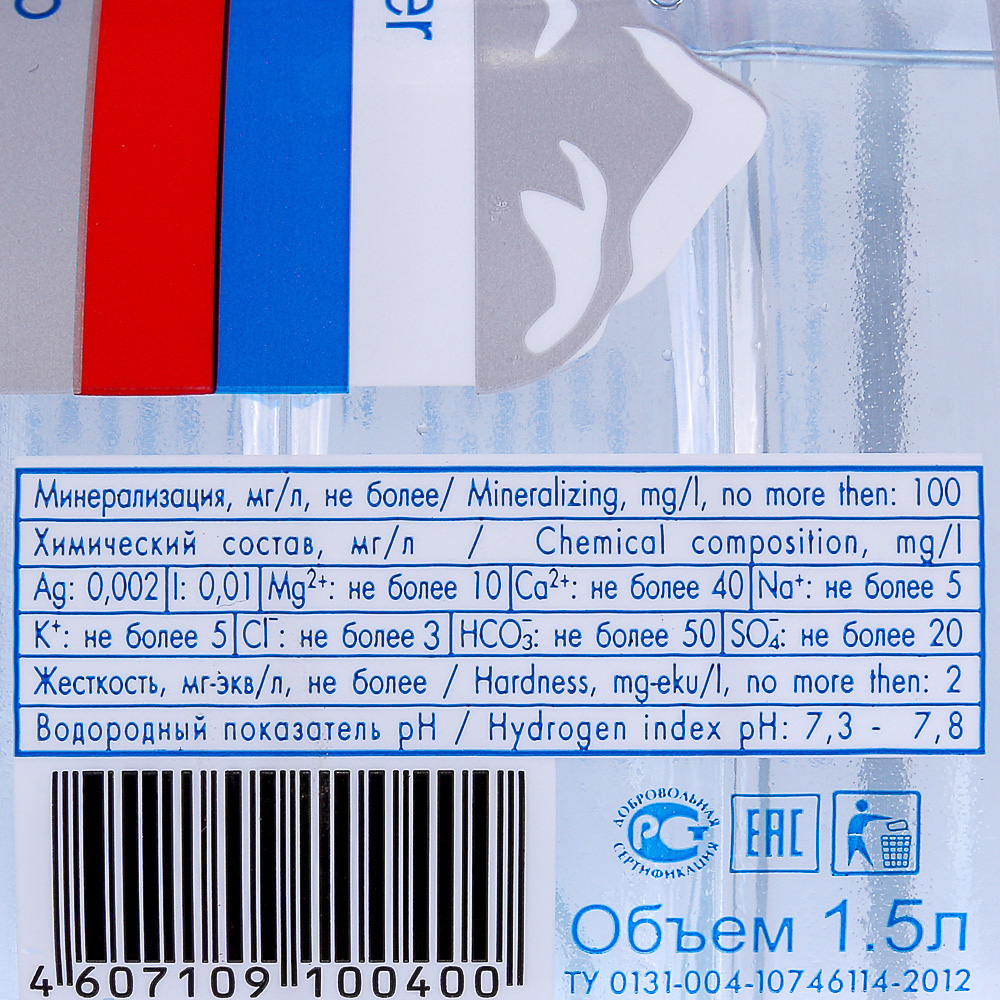 er
Минерализация, мг/л, не более/ Mineralizing, mg/l, no more then: 100
Химический состав, мг/л / Chemical composition, mg/l
Ag: 0,002 I: 0,01 Mg²⁺: не более 10 Ca²⁺: не более 40 Na⁺: не более 5
K⁺: не более 5 Cl⁻: не более 3 HCO₃⁻: не более 50 SO₄⁻: не более 20
Жесткость, мг-экв/л, не более / Hardness, mg-eku/l, no more then: 2
Водородный показатель pH / Hydrogen index pH: 7,3 - 7,8
ДОБРОВОЛЬНАЯ
РСТ
СЕРТИФИКАЦИЯ
EAC
Объем 1.5л
ТУ 0131-004-10746114-2012
4 607109 100400